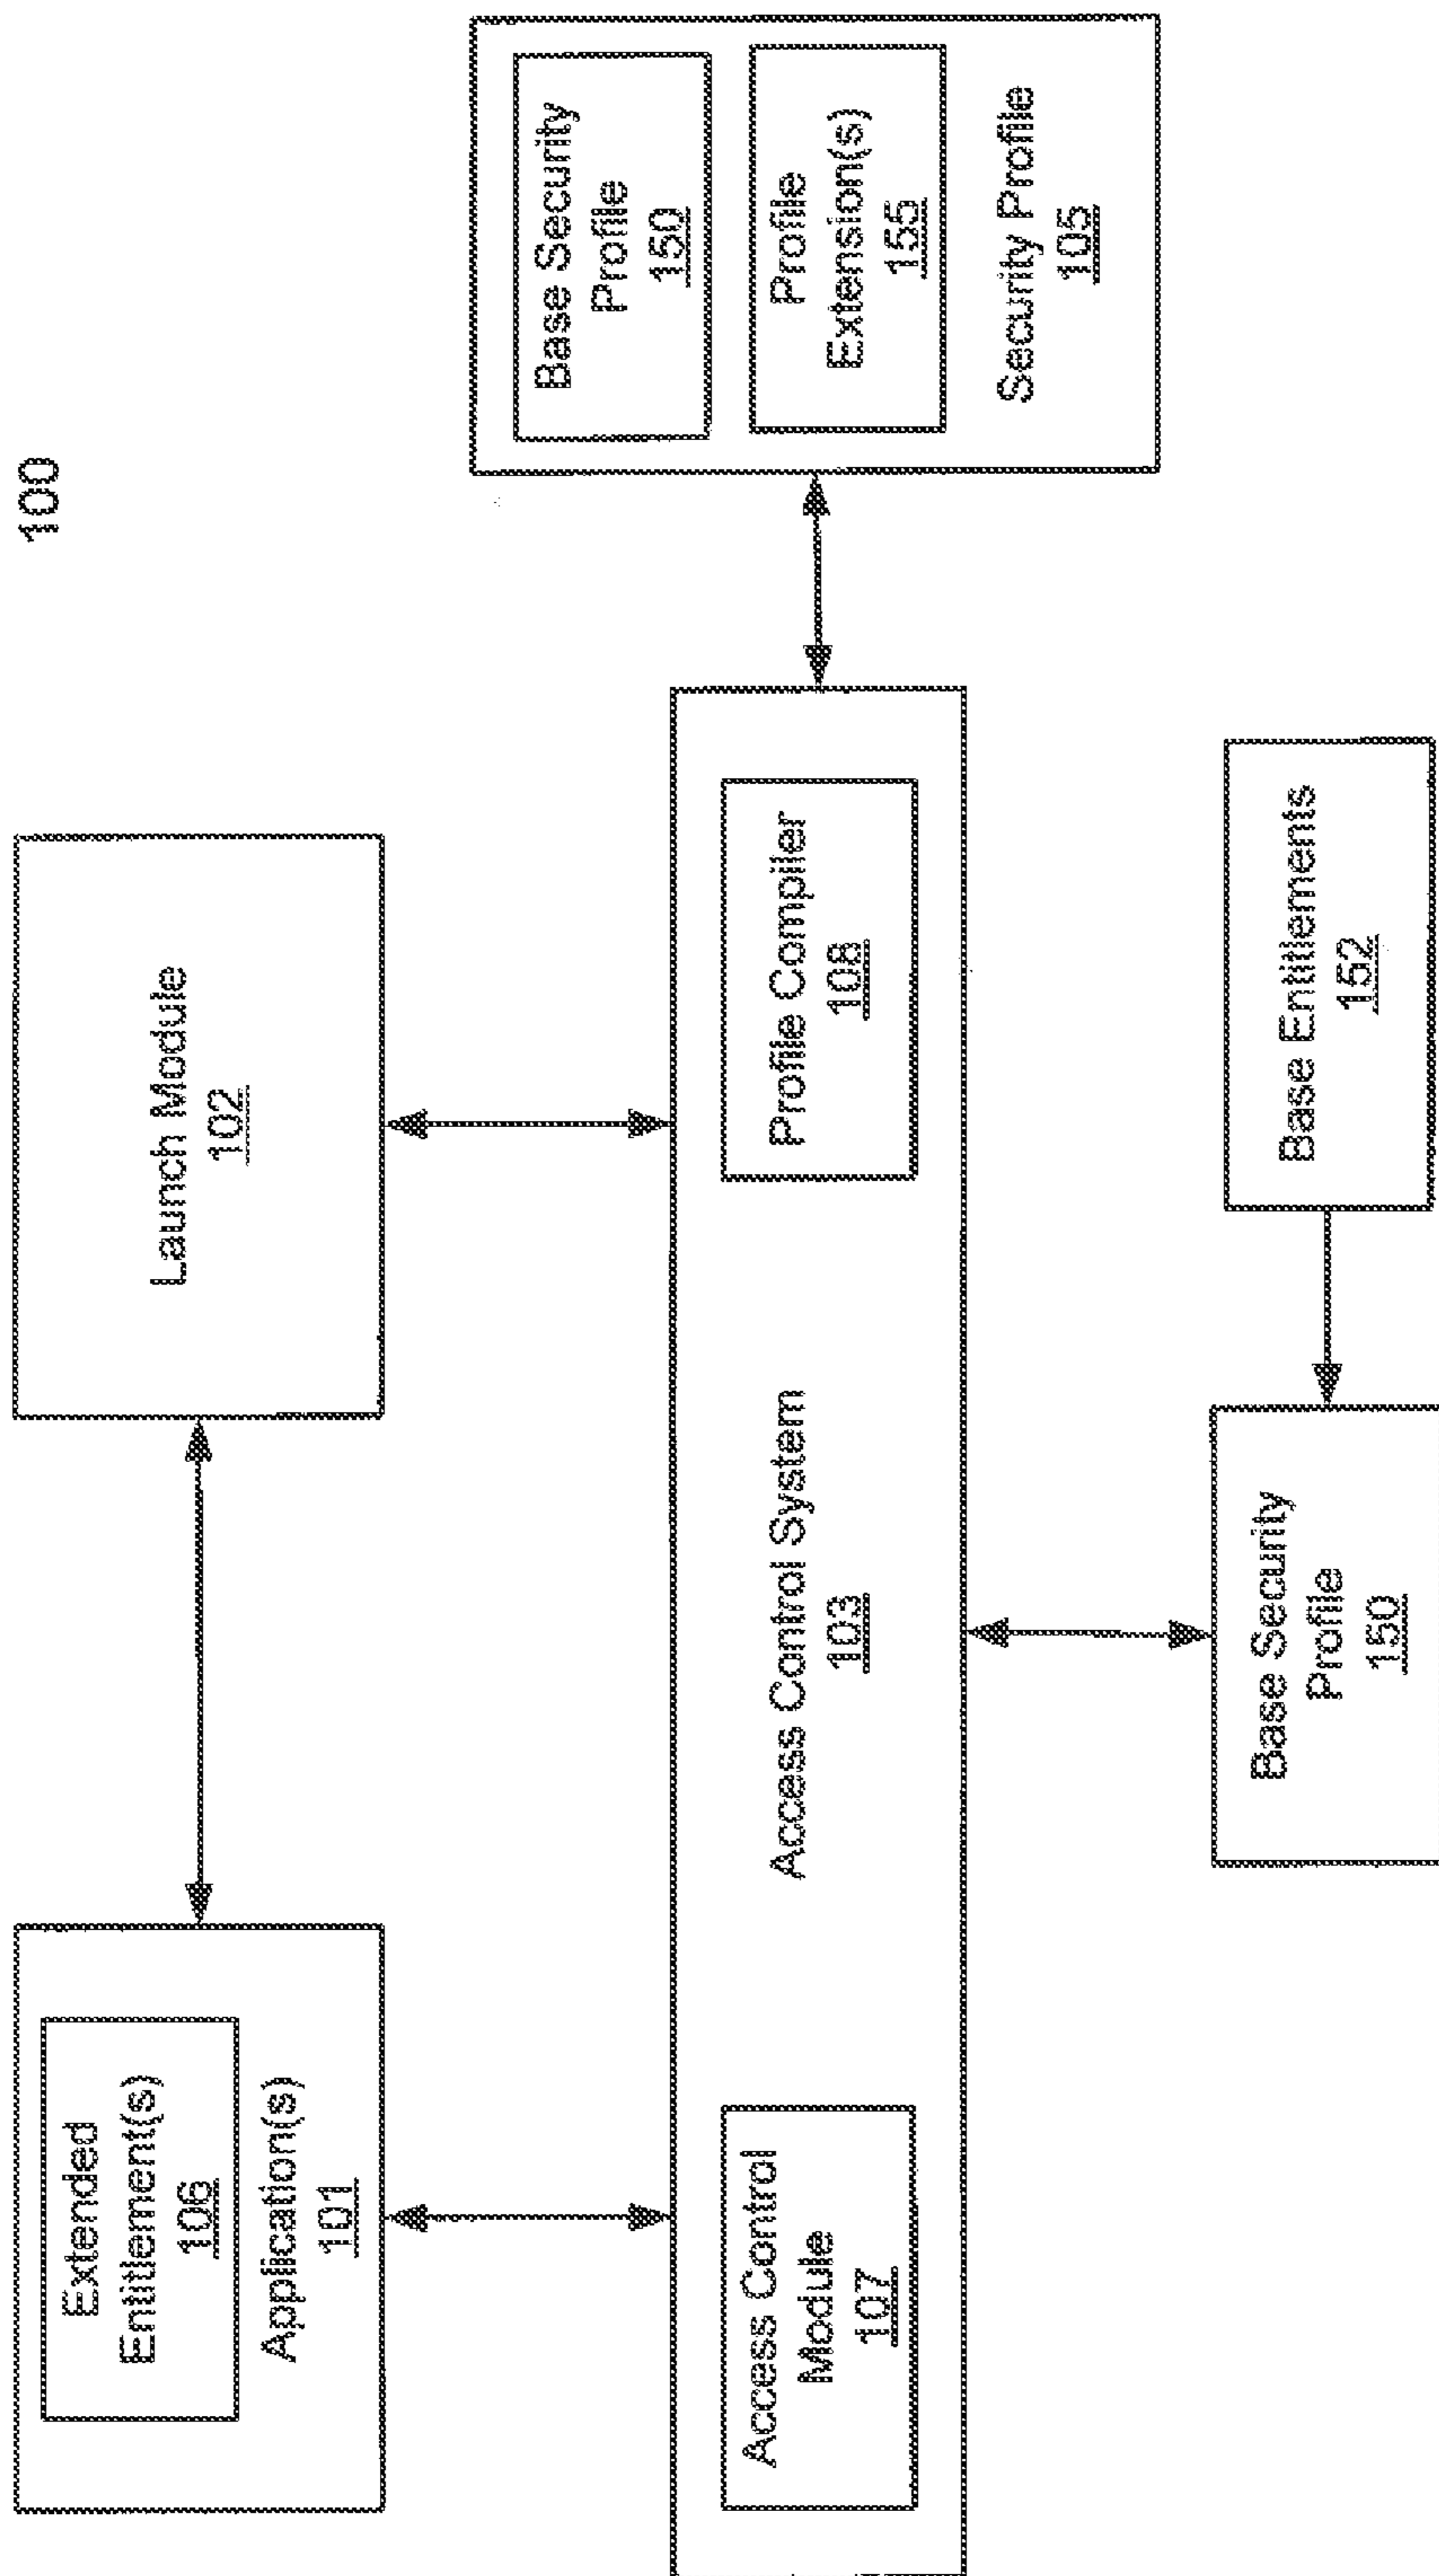 100
Extended
Entitlement(s)
106
Application(s)
101
Launch Module
102
Access Control
Module
107
Access Control System
103
Profile Compiler
108
Base Security
Profile
150
Profile
Extension(s)
155
Security Profile
105
Base Security
Profile
150
Base Entitlements
152